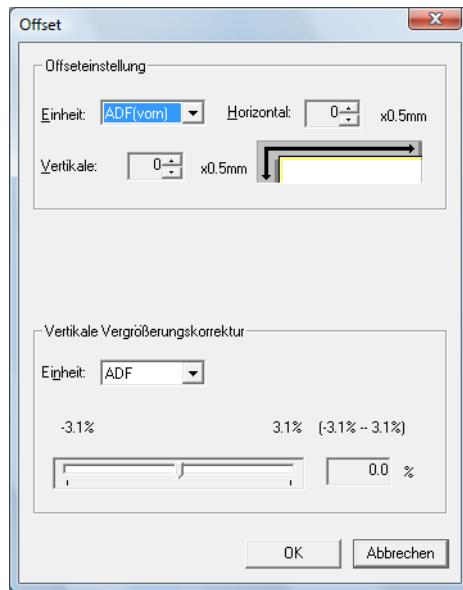 Offset
Offseteinstellung
Einheit: ADF(vorn) Horizontal: 0 x0.5mm
Vertikale: 0 x0.5mm
Vertikale Vergrößerungskorrektur
Einheit: ADF
-3.1% 3.1% (-3.1% -- 3.1%)
0.0 %
OK Abbrechen